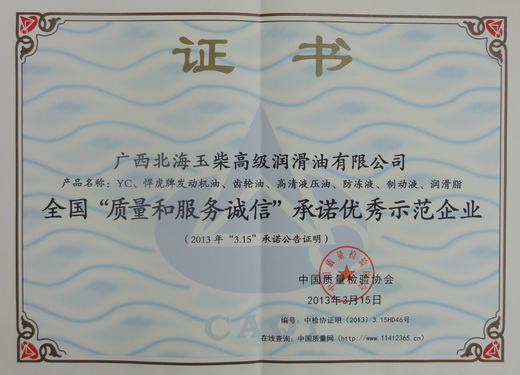 证书
广西北海玉柴高级润滑油有限公司
产品名称：YC、悍虎牌发动机油、齿轮油、高清液压油、防冻液、制动液、润滑脂
全国“质量和服务诚信”承诺优秀示范企业
（2013年“3.15”承诺公告证明）
中国质量检验协会
2013年3月15日
编号：中检协证明（2013）3.15HD46号
在线查询：中国质量网（http://www.11412365.cn）